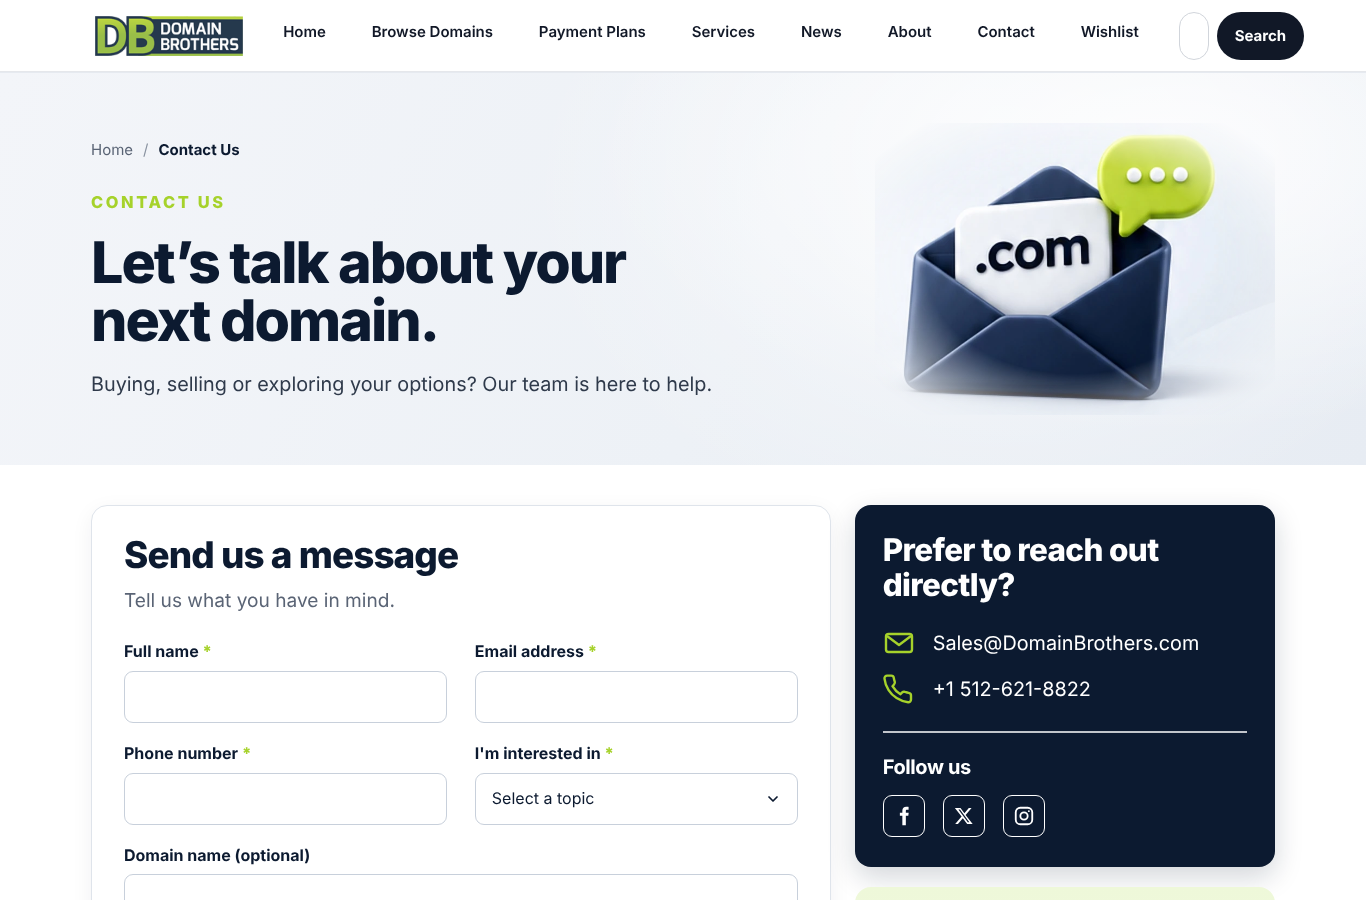 DB DOMAIN BROTHERS
Home
Browse Domains
Payment Plans
Services
News
About
Contact
Wishlist
Search
Home / Contact Us
CONTACT US
Let’s talk about your
next domain.
Buying, selling or exploring your options? Our team is here to help.
.com
Send us a message
Tell us what you have in mind.
Full name *
Email address *
Phone number *
I'm interested in *
Select a topic
Domain name (optional)
Prefer to reach out
directly?
Sales@DomainBrothers.com
+1 512-621-8822
Follow us